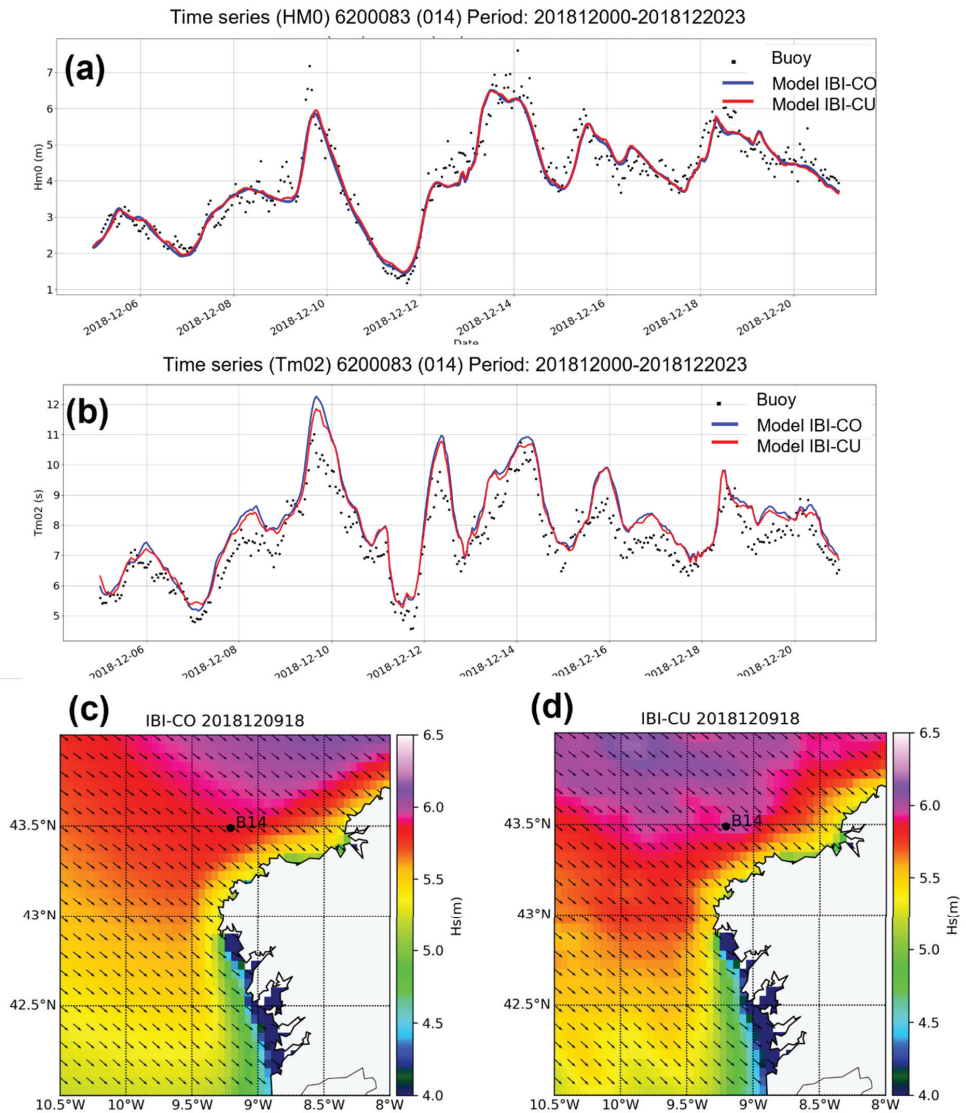 Time series (HM0) 6200083 (014) Period: 201812000-2018122023
(a)
Buoy
Model IBI-CO
Model IBI-CU
7
6
5
4
3
2
1
Hm0 (m)
2018-12-06
2018-12-08
2018-12-10
2018-12-12
2018-12-14
2018-12-16
2018-12-18
2018-12-20
Date
Time series (Tm02) 6200083 (014) Period: 201812000-2018122023
(b)
Buoy
Model IBI-CO
Model IBI-CU
12
11
10
9
8
7
6
5
Tm02 (s)
2018-12-06
2018-12-08
2018-12-10
2018-12-12
2018-12-14
2018-12-16
2018-12-18
2018-12-20
(c)
IBI-CO 2018120918
B14
43.5°N
43°N
42.5°N
10.5°W
10°W
9.5°W
9°W
8.5°W
8°W
6.5
6.0
5.5
5.0
4.5
4.0
Hs(m)
(d)
IBI-CU 2018120918
B14
43.5°N
43°N
42.5°N
10.5°W
10°W
9.5°W
9°W
8.5°W
8°W
6.5
6.0
5.5
5.0
4.5
4.0
Hs(m)